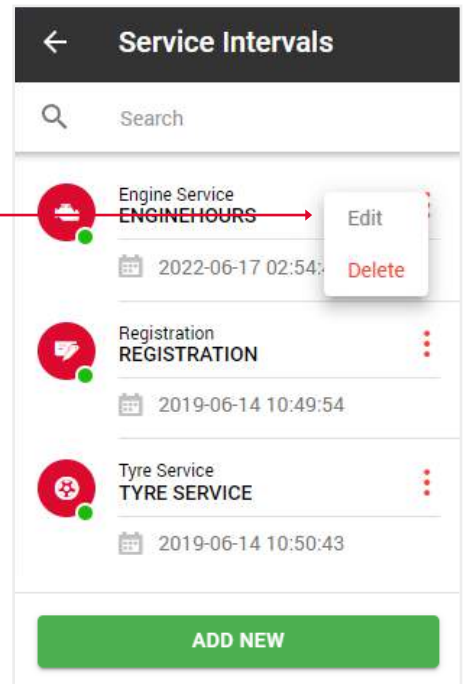 Service Intervals
Search
Engine Service
ENGINEHOURS
Edit
2022-06-17 02:54:
Delete
Registration
REGISTRATION
2019-06-14 10:49:54
Tyre Service
TYRE SERVICE
2019-06-14 10:50:43
ADD NEW